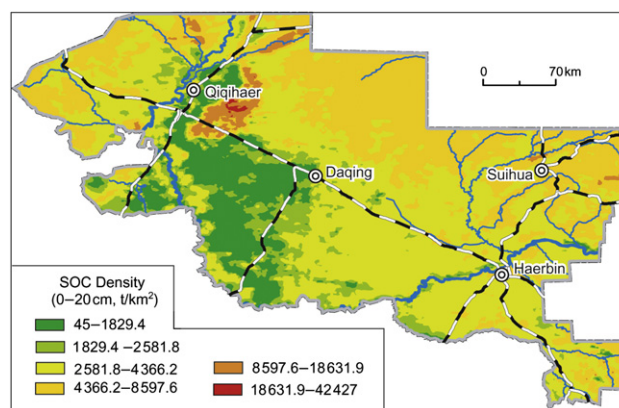 0 70km
Qiqihaer
Daqing
Suihua
Haerbin
SOC Density
(0–20cm, t/km²)
45–1829.4
1829.4–2581.8
2581.8–4366.2
4366.2–8597.6
8597.6–18631.9
18631.9–42427